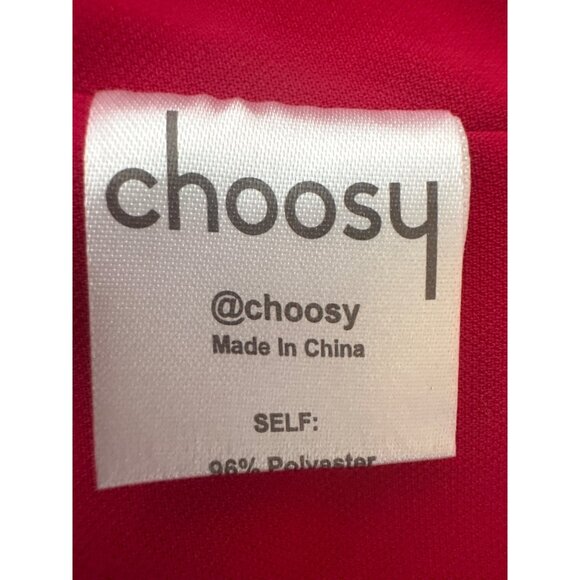 choosy
@choosy
Made In China
SELF:
96% Polyester